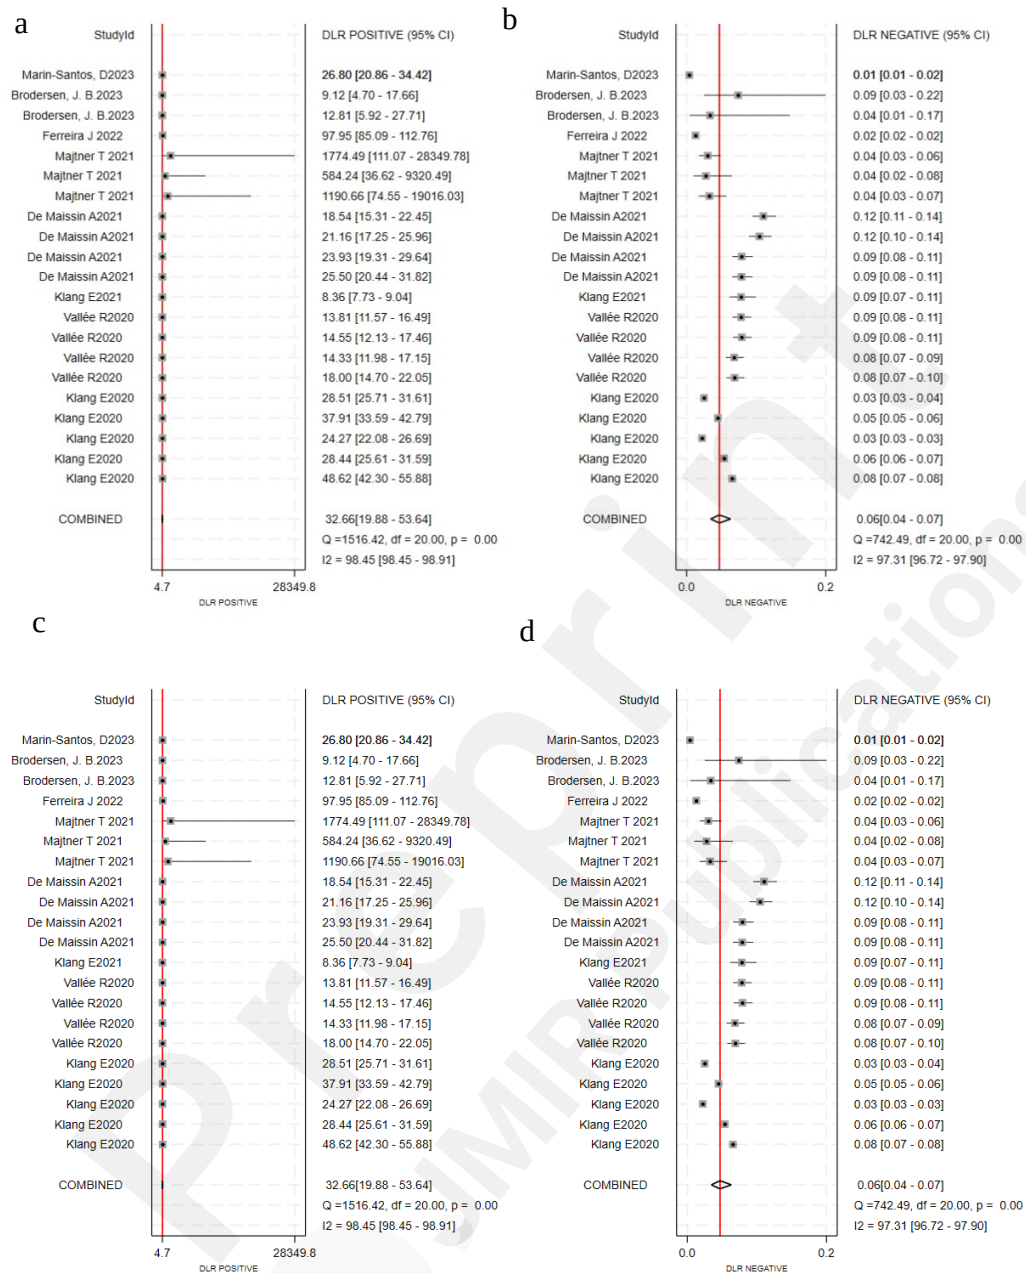 a
StudyId DLR POSITIVE (95% CI)
Marin-Santos, D2023 26.80 [20.86 - 34.42]
Brodersen, J. B.2023 9.12 [4.70 - 17.66]
Brodersen, J. B.2023 12.81 [5.92 - 27.71]
Ferreira J 2022 97.95 [85.09 - 112.76]
Majtner T 2021 1774.49 [111.07 - 28349.78]
Majtner T 2021 584.24 [36.62 - 9320.49]
Majtner T 2021 1190.66 [74.55 - 19016.03]
De Maissin A2021 18.54 [15.31 - 22.45]
De Maissin A2021 21.16 [17.25 - 25.96]
De Maissin A2021 23.93 [19.31 - 29.64]
De Maissin A2021 25.50 [20.44 - 31.82]
Klang E2021 8.36 [7.73 - 9.04]
Vallée R2020 13.81 [11.57 - 16.49]
Vallée R2020 14.55 [12.13 - 17.46]
Vallée R2020 14.33 [11.98 - 17.15]
Vallée R2020 18.00 [14.70 - 22.05]
Klang E2020 28.51 [25.71 - 31.61]
Klang E2020 37.91 [33.59 - 42.79]
Klang E2020 24.27 [22.08 - 26.69]
Klang E2020 28.44 [25.61 - 31.59]
Klang E2020 48.62 [42.30 - 55.88]
COMBINED 32.66[19.88 - 53.64]
Q =1516.42, df = 20.00, p = 0.00
I2 = 98.45 [98.45 - 98.91]
4.7 28349.8
DLR POSITIVE
b
StudyId DLR NEGATIVE (95% CI)
Marin-Santos, D2023 0.01 [0.01 - 0.02]
Brodersen, J. B.2023 0.09 [0.03 - 0.22]
Brodersen, J. B.2023 0.04 [0.01 - 0.17]
Ferreira J 2022 0.02 [0.02 - 0.02]
Majtner T 2021 0.04 [0.03 - 0.06]
Majtner T 2021 0.04 [0.02 - 0.08]
Majtner T 2021 0.04 [0.03 - 0.07]
De Maissin A2021 0.12 [0.11 - 0.14]
De Maissin A2021 0.12 [0.10 - 0.14]
De Maissin A2021 0.09 [0.08 - 0.11]
De Maissin A2021 0.09 [0.08 - 0.11]
Klang E2021 0.09 [0.07 - 0.11]
Vallée R2020 0.09 [0.08 - 0.11]
Vallée R2020 0.09 [0.08 - 0.11]
Vallée R2020 0.08 [0.07 - 0.09]
Vallée R2020 0.08 [0.07 - 0.10]
Klang E2020 0.03 [0.03 - 0.04]
Klang E2020 0.05 [0.05 - 0.06]
Klang E2020 0.03 [0.03 - 0.03]
Klang E2020 0.06 [0.06 - 0.07]
Klang E2020 0.08 [0.07 - 0.08]
COMBINED 0.06[0.04 - 0.07]
Q =742.49, df = 20.00, p = 0.00
I2 = 97.31 [96.72 - 97.90]
0.0 0.2
DLR NEGATIVE
c
StudyId DLR POSITIVE (95% CI)
Marin-Santos, D2023 26.80 [20.86 - 34.42]
Brodersen, J. B.2023 9.12 [4.70 - 17.66]
Brodersen, J. B.2023 12.81 [5.92 - 27.71]
Ferreira J 2022 97.95 [85.09 - 112.76]
Majtner T 2021 1774.49 [111.07 - 28349.78]
Majtner T 2021 584.24 [36.62 - 9320.49]
Majtner T 2021 1190.66 [74.55 - 19016.03]
De Maissin A2021 18.54 [15.31 - 22.45]
De Maissin A2021 21.16 [17.25 - 25.96]
De Maissin A2021 23.93 [19.31 - 29.64]
De Maissin A2021 25.50 [20.44 - 31.82]
Klang E2021 8.36 [7.73 - 9.04]
Vallée R2020 13.81 [11.57 - 16.49]
Vallée R2020 14.55 [12.13 - 17.46]
Vallée R2020 14.33 [11.98 - 17.15]
Vallée R2020 18.00 [14.70 - 22.05]
Klang E2020 28.51 [25.71 - 31.61]
Klang E2020 37.91 [33.59 - 42.79]
Klang E2020 24.27 [22.08 - 26.69]
Klang E2020 28.44 [25.61 - 31.59]
Klang E2020 48.62 [42.30 - 55.88]
COMBINED 32.66[19.88 - 53.64]
Q =1516.42, df = 20.00, p = 0.00
I2 = 98.45 [98.45 - 98.91]
4.7 28349.8
DLR POSITIVE
d
StudyId DLR NEGATIVE (95% CI)
Marin-Santos, D2023 0.01 [0.01 - 0.02]
Brodersen, J. B.2023 0.09 [0.03 - 0.22]
Brodersen, J. B.2023 0.04 [0.01 - 0.17]
Ferreira J 2022 0.02 [0.02 - 0.02]
Majtner T 2021 0.04 [0.03 - 0.06]
Majtner T 2021 0.04 [0.02 - 0.08]
Majtner T 2021 0.04 [0.03 - 0.07]
De Maissin A2021 0.12 [0.11 - 0.14]
De Maissin A2021 0.12 [0.10 - 0.14]
De Maissin A2021 0.09 [0.08 - 0.11]
De Maissin A2021 0.09 [0.08 - 0.11]
Klang E2021 0.09 [0.07 - 0.11]
Vallée R2020 0.09 [0.08 - 0.11]
Vallée R2020 0.09 [0.08 - 0.11]
Vallée R2020 0.08 [0.07 - 0.09]
Vallée R2020 0.08 [0.07 - 0.10]
Klang E2020 0.03 [0.03 - 0.04]
Klang E2020 0.05 [0.05 - 0.06]
Klang E2020 0.03 [0.03 - 0.03]
Klang E2020 0.06 [0.06 - 0.07]
Klang E2020 0.08 [0.07 - 0.08]
COMBINED 0.06[0.04 - 0.07]
Q =742.49, df = 20.00, p = 0.00
I2 = 97.31 [96.72 - 97.90]
0.0 0.2
DLR NEGATIVE
Preprint
JMIR Publications